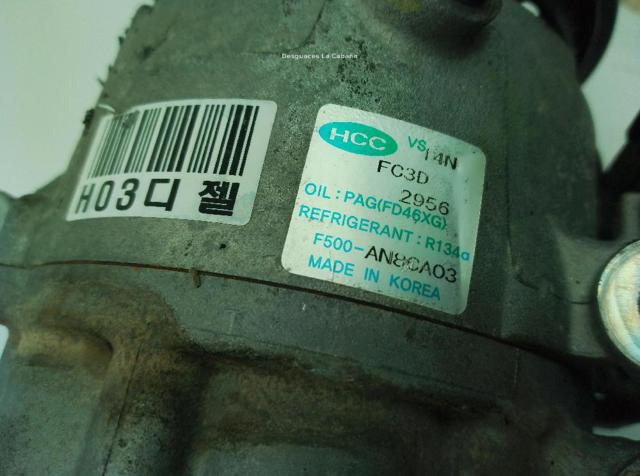 Desguaces La Cabaña
H03디젤
HCC VS14N
FC3D
2956
OIL : PAG(FD46XG)
REFRIGERANT : R134a
F500-AN8CA03
MADE IN KOREA